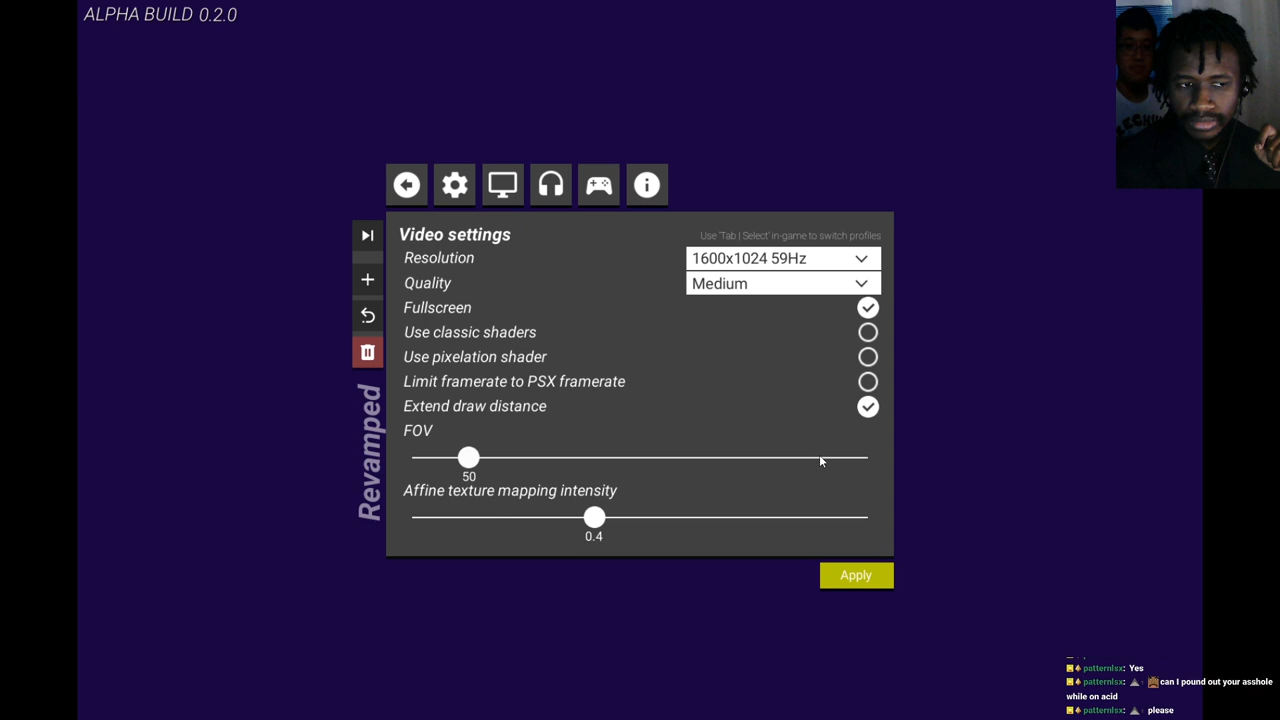 ALPHA BUILD 0.2.0
Video settings
Use 'Tab | Select' in-game to switch profiles
Resolution
1600x1024 59Hz
Quality
Medium
Fullscreen
Use classic shaders
Use pixelation shader
Limit framerate to PSX framerate
Extend draw distance
FOV
50
Affine texture mapping intensity
0.4
Revamped
Apply
patternlsx: Yes
patternlsx: can I pound out your asshole
while on acid
patternlsx: please